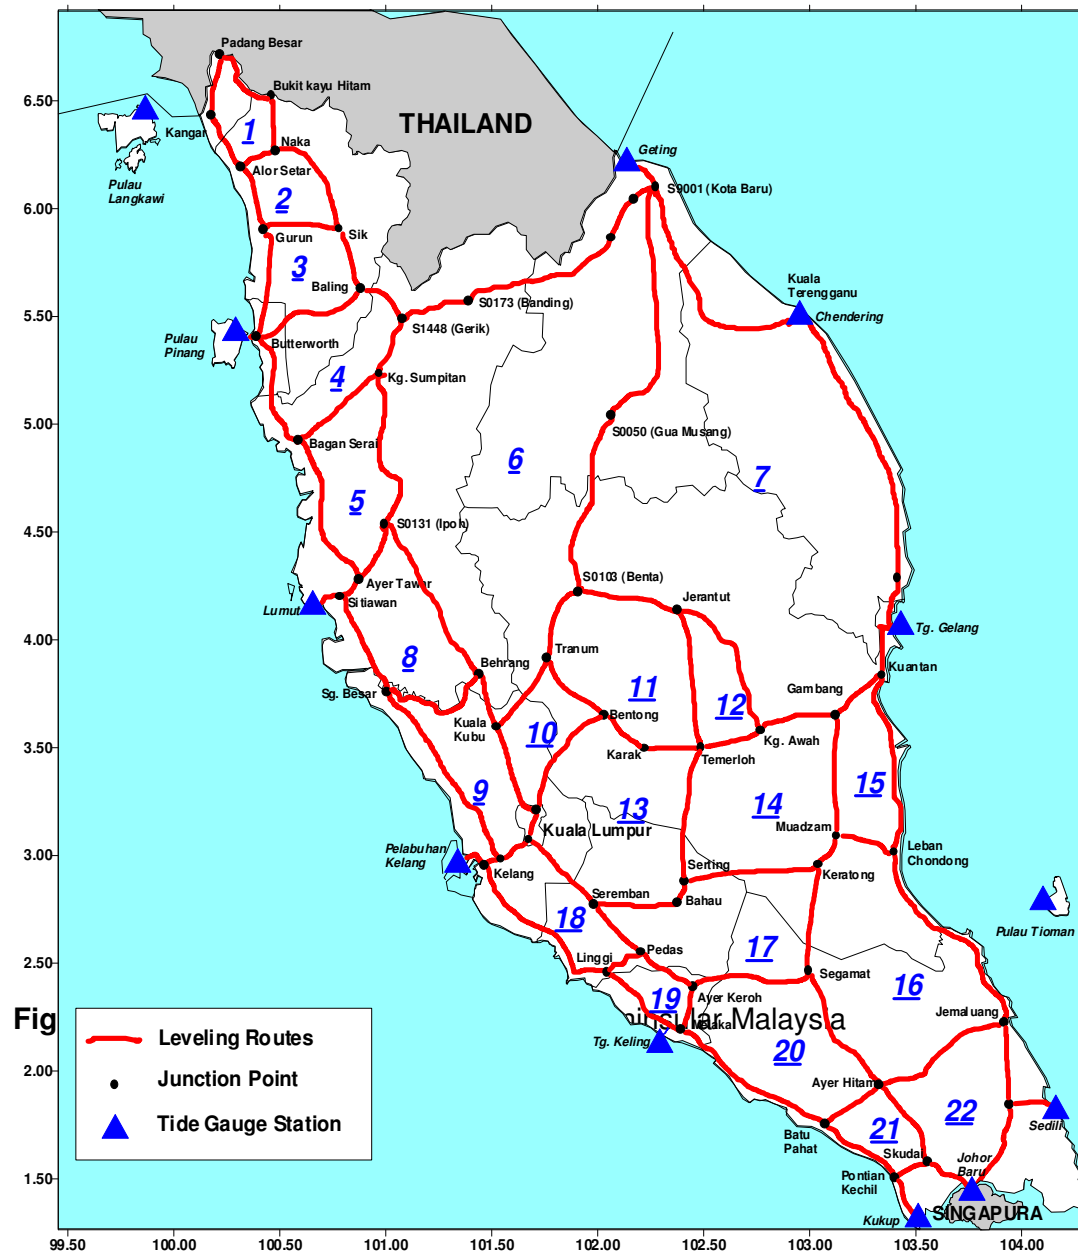 Padang Besar
Bukit kayu Hitam
6.50
THAILAND
Kangar
1
Naka
Geting
Alor Setar
Pulau
Langkawi
S9001 (Kota Baru)
2
6.00
Gurun
Sik
3
Kuala
Terengganu
Baling
S0173 (Banding)
Chendering
5.50
S1448 (Gerik)
Pulau
Pinang
Butterworth
4
Kg. Sumpitan
5.00
Bagan Serai
S0050 (Gua Musang)
6
7
5
4.50
S0131 (Ipoh)
Ayer Tawar
S0103 (Benta)
Jerantut
Sitiawan
Lumut
Tg. Gelang
4.00
8
Behrang
Tranum
Kuantan
Sg. Besar
11
12
Gambang
Kuala
Kubu
10
Bentong
Kg. Awah
3.50
Karak
Temerloh
9
13
14
15
Kuala Lumpur
Muadzam
Pelabuhan
Kelang
3.00
Leban
Chondong
Kelang
Serting
Keratong
Seremban
Bahau
18
Pulau Tioman
Pedas
17
2.50
Linggi
Segamat
16
19
Ayer Keroh
Jemaluang
Fig
ninsular Malaysia
Melaka
Leveling Routes
Tg. Keling
20
2.00
Junction Point
Ayer Hitam
22
Tide Gauge Station
Sedili
Batu
Pahat
21
Skudai
Johor
Baru
1.50
Pontian
Kechil
Kukup
SINGAPURA
99.50 100.00 100.50 101.00 101.50 102.00 102.50 103.00 103.50 104.00